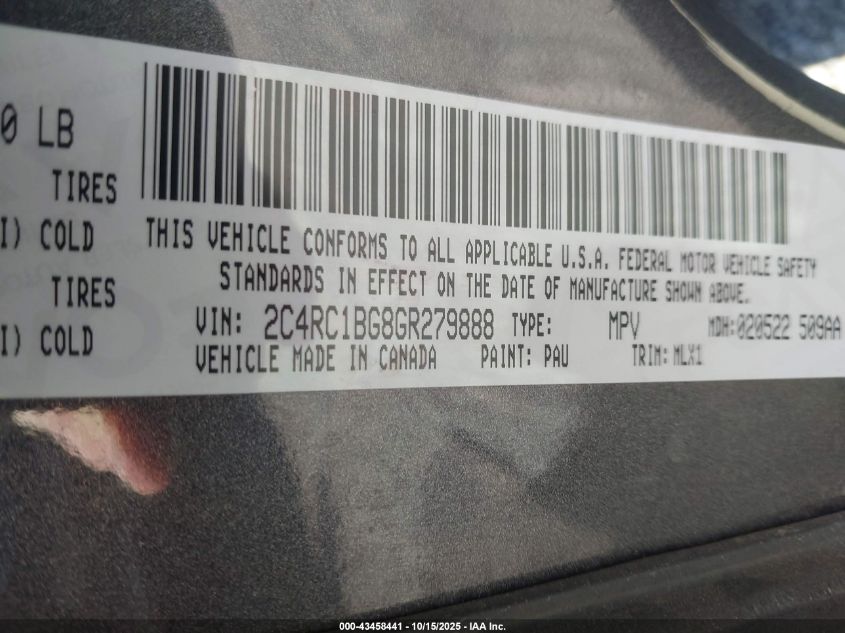 0 LB
TIRES
I) COLD
TIRES
I) COLD
THIS VEHICLE CONFORMS TO ALL APPLICABLE U.S.A. FEDERAL MOTOR VEHICLE SAFETY
STANDARDS IN EFFECT ON THE DATE OF MANUFACTURE SHOWN ABOVE.
VIN: 2C4RC1BG8GR279888 TYPE: MPV MDH:020522 509AA
VEHICLE MADE IN CANADA PAINT: PAU TRIM: MLX1
000-43458441 - 10/15/2025 - IAA Inc.